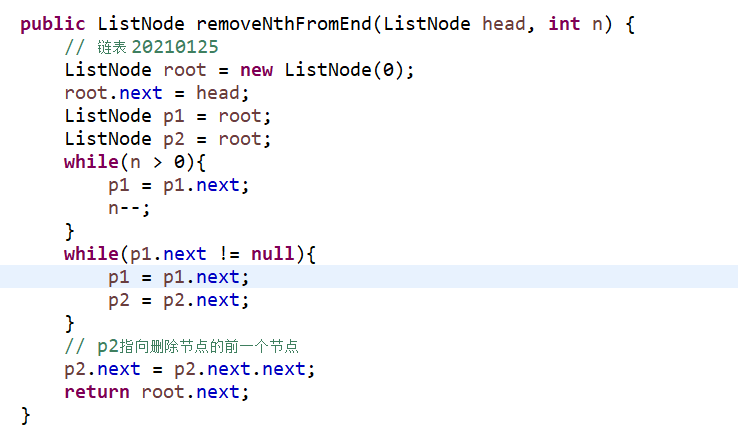 public ListNode removeNthFromEnd(ListNode head, int n) {
// 链表 20210125
ListNode root = new ListNode(0);
root.next = head;
ListNode p1 = root;
ListNode p2 = root;
while(n > 0){
p1 = p1.next;
n--;
}
while(p1.next != null){
p1 = p1.next;
p2 = p2.next;
}
// p2指向删除节点的前一个节点
p2.next = p2.next.next;
return root.next;
}